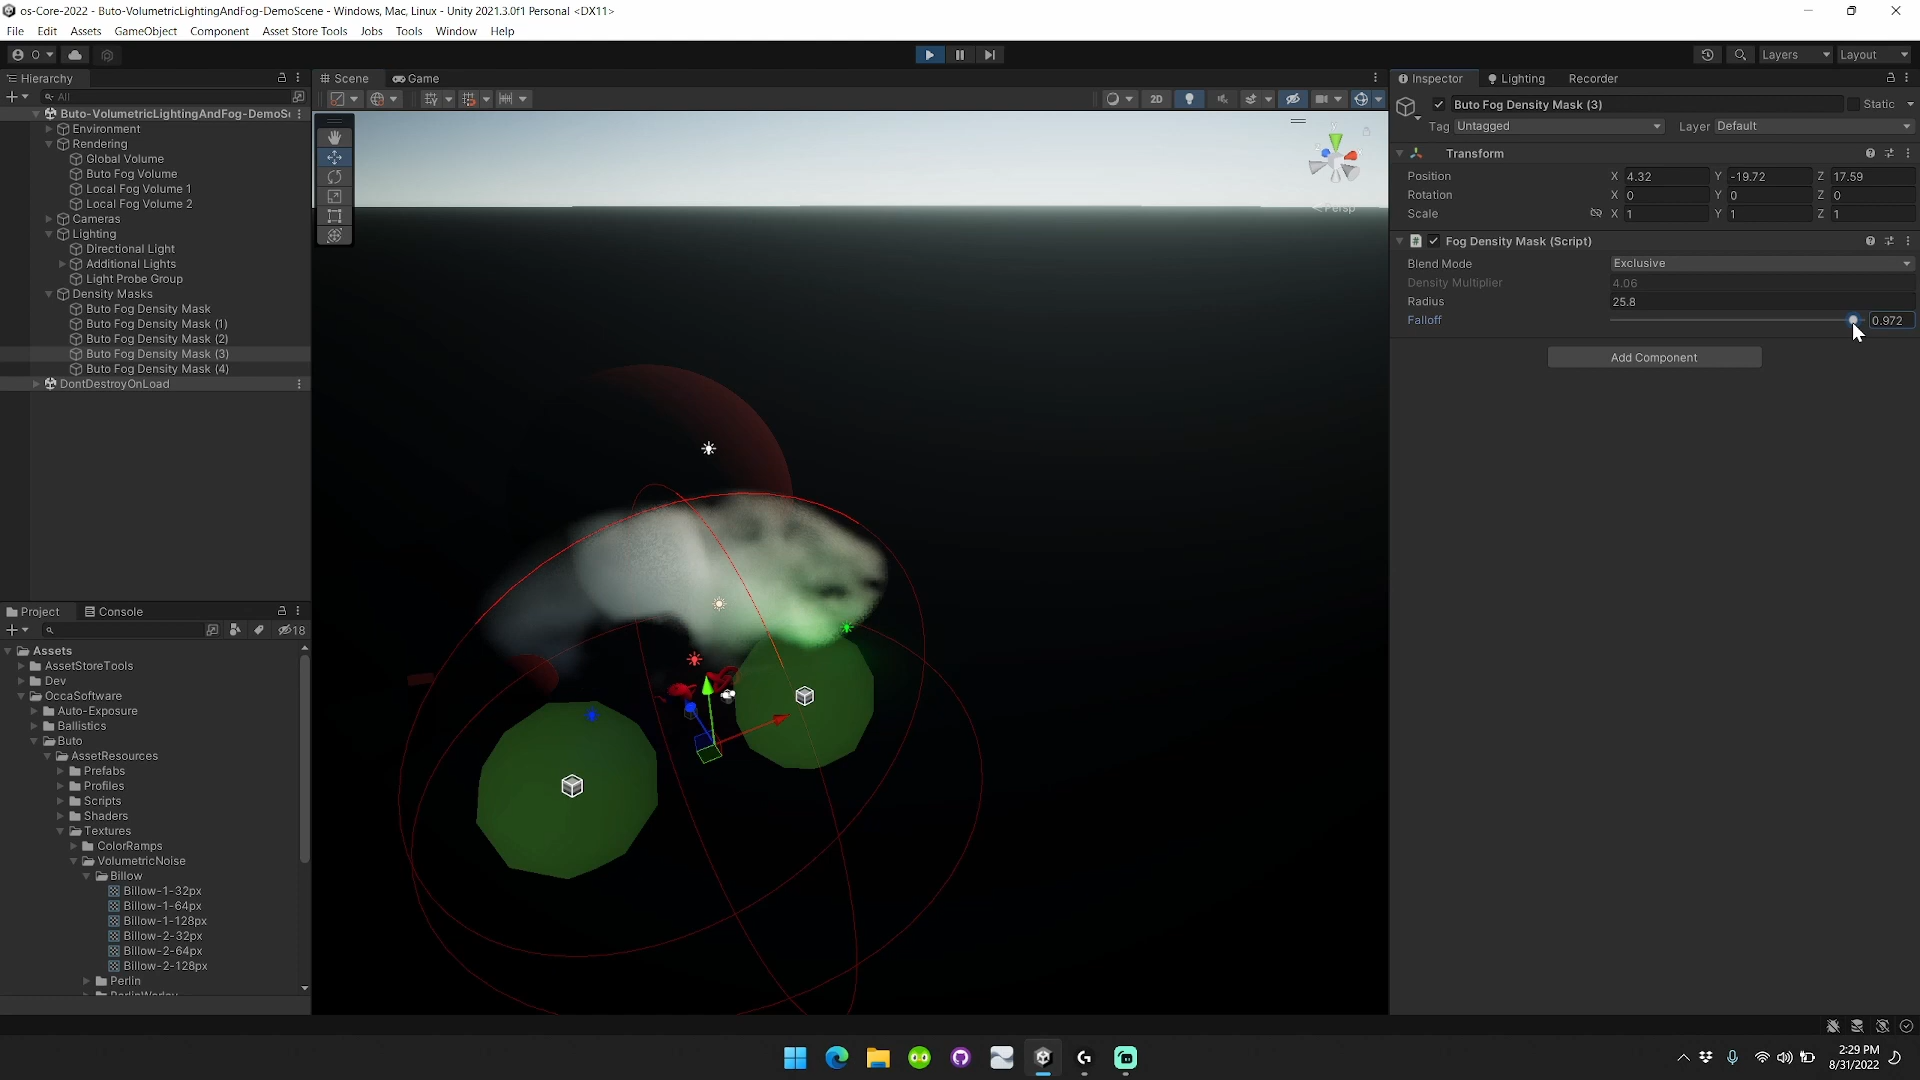 os-Core-2022 - Buto-VolumetricLightingAndFog-DemoScene - Windows, Mac, Linux - Unity 2021.3.0f1 Personal <DX11>
File Edit Assets GameObject Component Asset Store Tools Jobs Tools Window Help
O Layers Layout
Hierarchy
All
Buto-VolumetricLightingAndFog-DemoS
Environment
Rendering
Global Volume
Buto Fog Volume
Local Fog Volume 1
Local Fog Volume 2
Cameras
Lighting
Directional Light
Additional Lights
Light Probe Group
Density Masks
Buto Fog Density Mask
Buto Fog Density Mask (1)
Buto Fog Density Mask (2)
Buto Fog Density Mask (3)
Buto Fog Density Mask (4)
DontDestroyOnLoad
Project Console
18
Assets
AssetStoreTools
Dev
OccaSoftware
Auto-Exposure
Ballistics
Buto
AssetResources
Prefabs
Profiles
Scripts
Shaders
Textures
ColorRamps
VolumetricNoise
Billow
Billow-1-32px
Billow-1-64px
Billow-1-128px
Billow-2-32px
Billow-2-64px
Billow-2-128px
Perlin
Scene Game
2D
Persp
Inspector Lighting Recorder
Buto Fog Density Mask (3) Static
Tag Untagged Layer Default
Transform
Position X 4.32 Y -19.72 Z 17.59
Rotation X 0 Y 0 Z 0
Scale X 1 Y 1 Z 1
Fog Density Mask (Script)
Blend Mode Exclusive
Density Multiplier 4.06
Radius 25.8
Falloff 0.972
Add Component
2:29 PM
8/31/2022